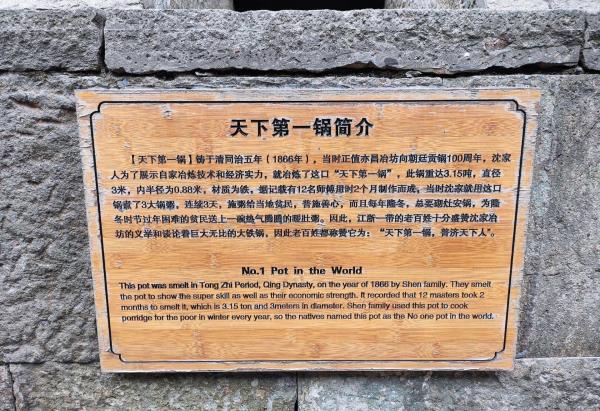 天下第一锅简介
【天下第一锅】铸于清同治五年（1866年），当时正值亦昌冶坊向朝廷贡锅100周年，沈家
人为了展示自家冶炼技术和经济实力，就冶炼了这口“天下第一锅”，此锅重达3.15吨，直径
3米，内半径为0.88米，材质为铁，据记载有12名师傅用时2个月制作而成，当时沈家就用这口
锅煮了3大锅粥，连续3天，施粥给当地贫民，普施善心，而且每年隆冬，总要砌灶安锅，为隆
冬时节过年困难的贫民送上一碗热气腾腾的暖肚粥。因此，江浙一带的老百姓十分感赞沈家冶
坊的义举和谈论着巨大无比的大铁锅，因此老百姓都称赞它为：“天下第一锅，普济天下人”。
No.1 Pot in the World
This pot was smelt in Tong Zhi Period, Qing Dynasty, on the year of 1866 by Shen family. They smelt
the pot to show the super skill as well as their economic strength. It recorded that 12 masters took 2
months to smelt it, which is 3.15 ton and 3meters in diameter. Shen family used this pot to cook
porridge for the poor in winter every year, so the natives named this pot as the No one pot in the world.